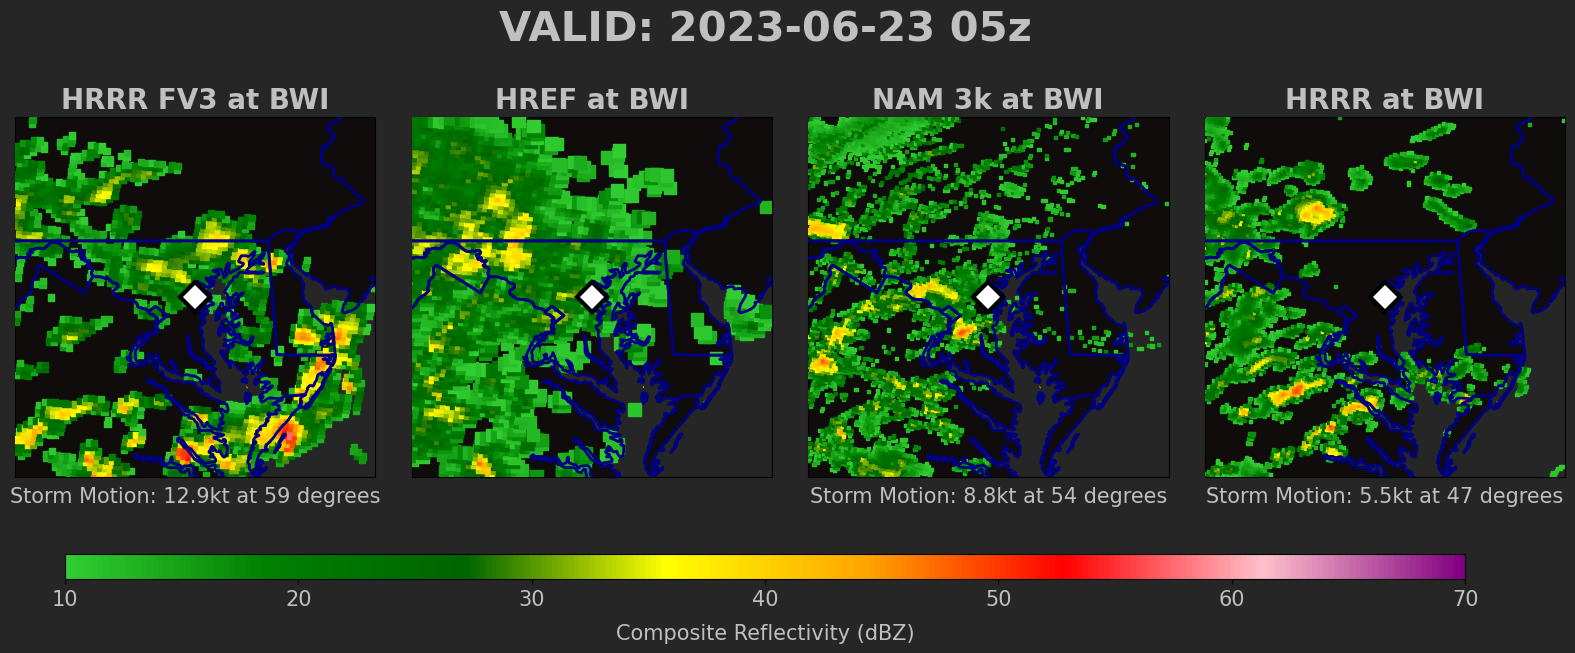 VALID: 2023-06-23 05z
HRRR FV3 at BWI
HREF at BWI
NAM 3k at BWI
HRRR at BWI
Storm Motion: 12.9kt at 59 degrees
Storm Motion: 8.8kt at 54 degrees
Storm Motion: 5.5kt at 47 degrees
10 20 30 40 50 60 70
Composite Reflectivity (dBZ)